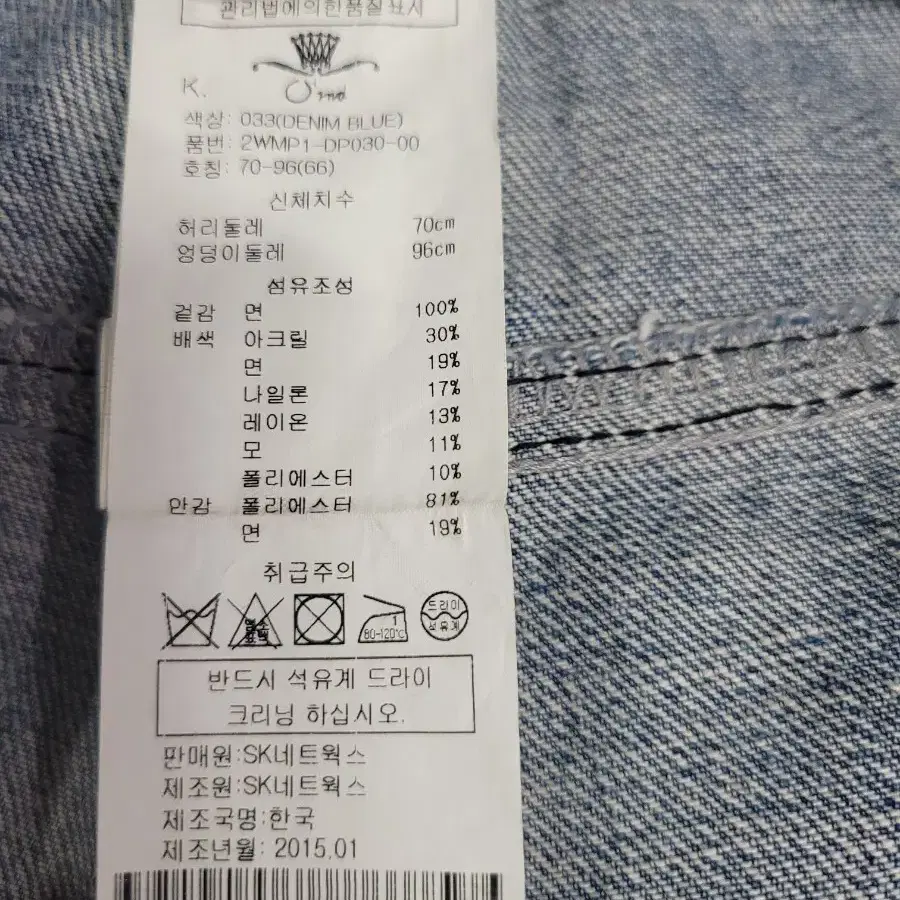 관리법에의한품질표시
K.
O'2nd
색상: 033(DENIM BLUE)
품번: 2WMP1-DP030-00
호칭: 70-96(66)
신체치수
허리둘레 70cm
엉덩이둘레 96cm
섬유조성
겉감 면 100%
배색 아크릴 30%
면 19%
나일론 17%
레이온 13%
모 11%
폴리에스터 10%
안감 폴리에스터 81%
면 19%
취급주의
1
80-120℃
드라이
석유계
반드시 석유계 드라이
크리닝 하십시오.
판매원:SK네트웍스
제조원:SK네트웍스
제조국명:한국
제조년월: 2015.01